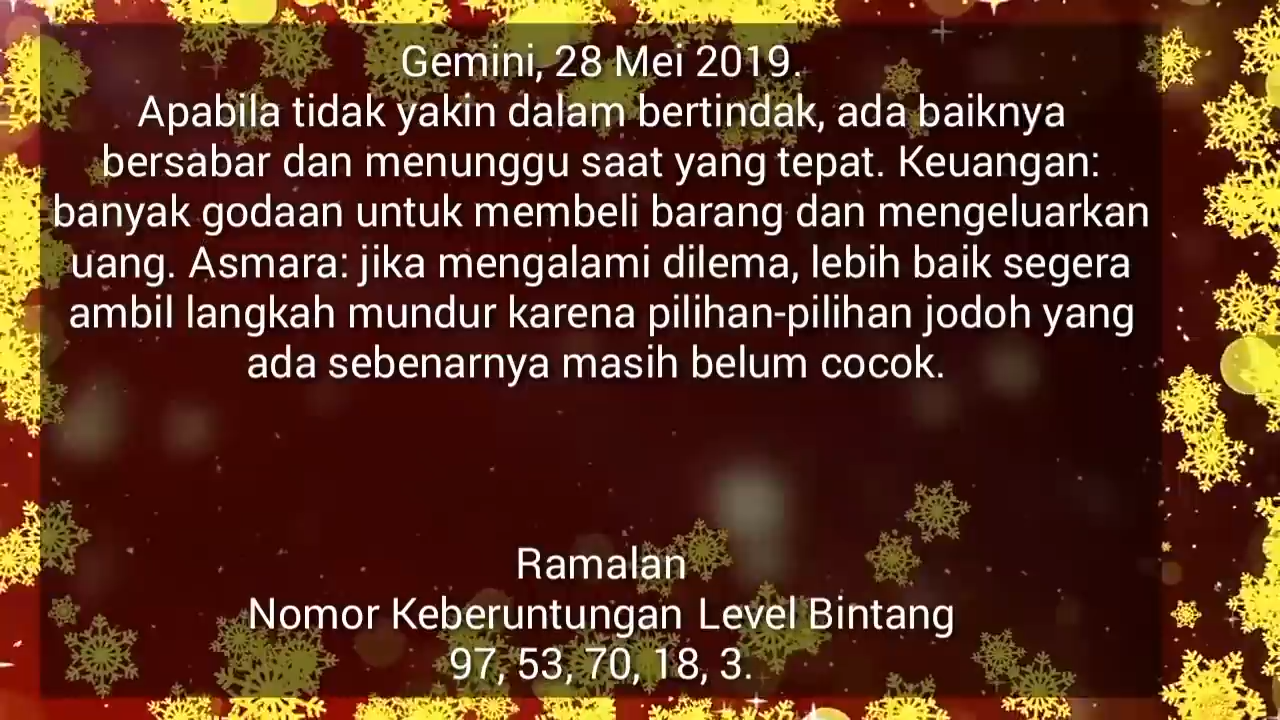 Gemini, 28 Mei 2019.
Apabila tidak yakin dalam bertindak, ada baiknya
bersabar dan menunggu saat yang tepat. Keuangan:
banyak godaan untuk membeli barang dan mengeluarkan
uang. Asmara: jika mengalami dilema, lebih baik segera
ambil langkah mundur karena pilihan-pilihan jodoh yang
ada sebenarnya masih belum cocok.
Ramalan
Nomor Keberuntungan Level Bintang
97, 53, 70, 18, 3.